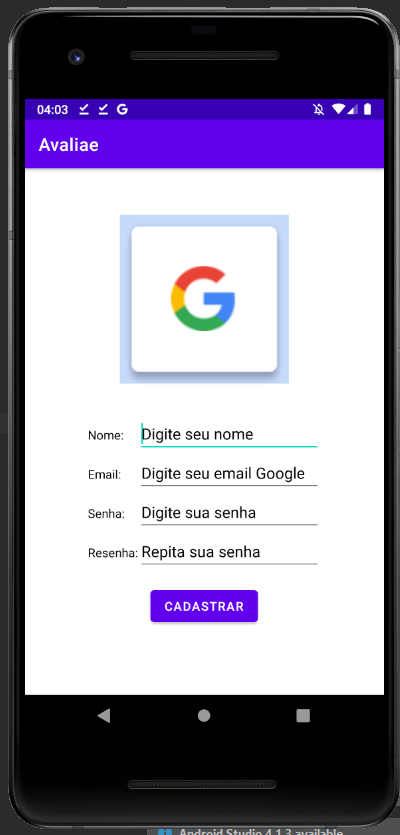 04:03
Avaliae
Nome: Digite seu nome
Email: Digite seu email Google
Senha: Digite sua senha
Resenha: Repita sua senha
CADASTRAR
Android Studio 4.1.3 available